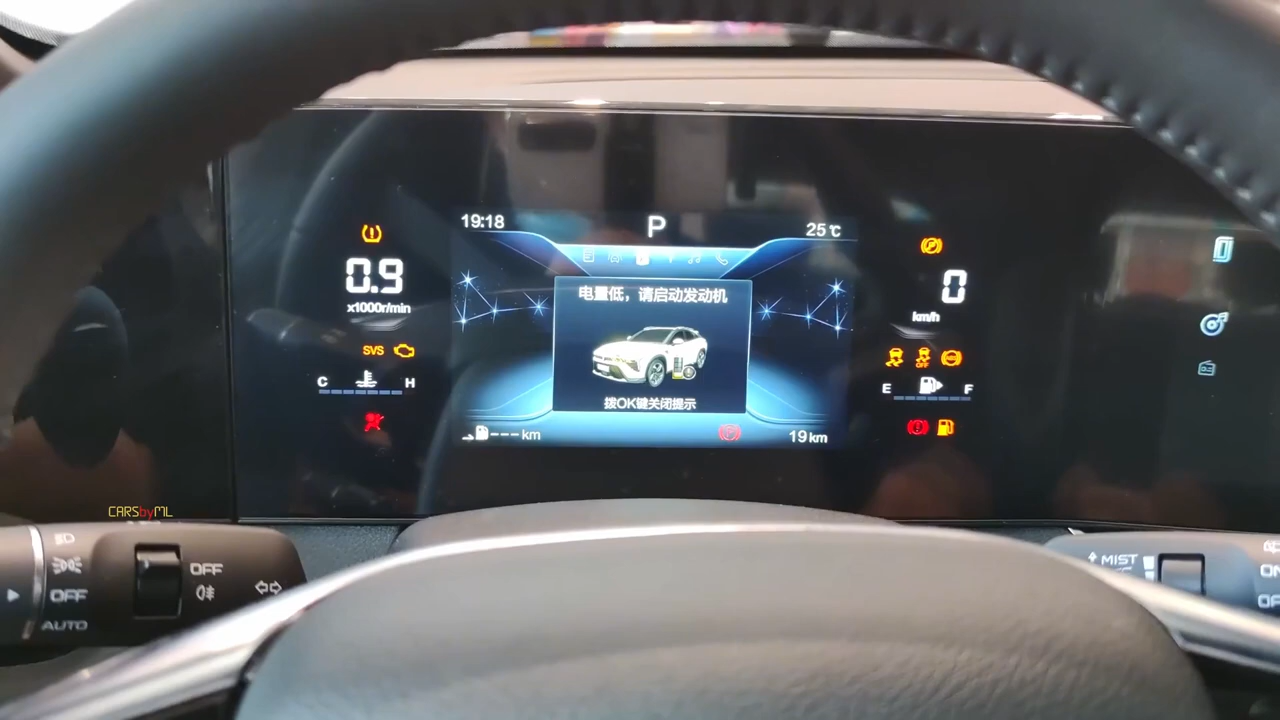 19:18
P
25℃
0.9
x1000r/min
电量低，请启动发动机
0
km/h
SVS
OFF
C H
E F
拨OK键关闭提示
---km
19km
CARSbyML
OFF
OFF
AUTO
MIST